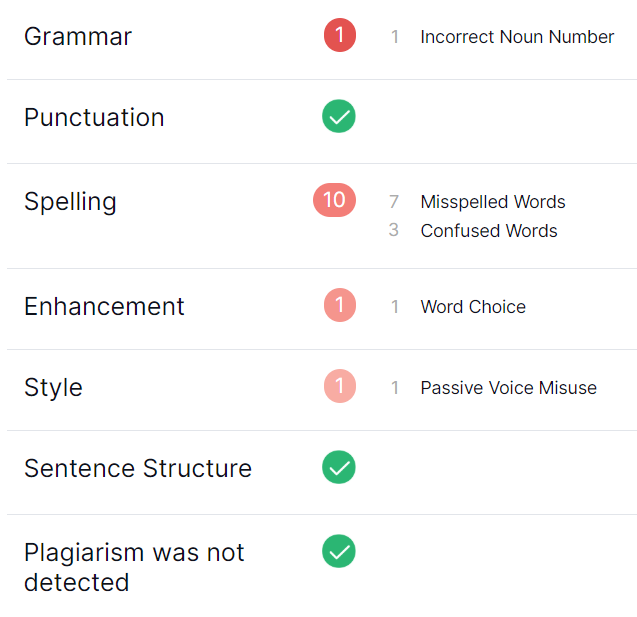 Grammar 1 1 Incorrect Noun Number
Punctuation
Spelling 10 7 Misspelled Words
3 Confused Words
Enhancement 1 1 Word Choice
Style 1 1 Passive Voice Misuse
Sentence Structure
Plagiarism was not
detected